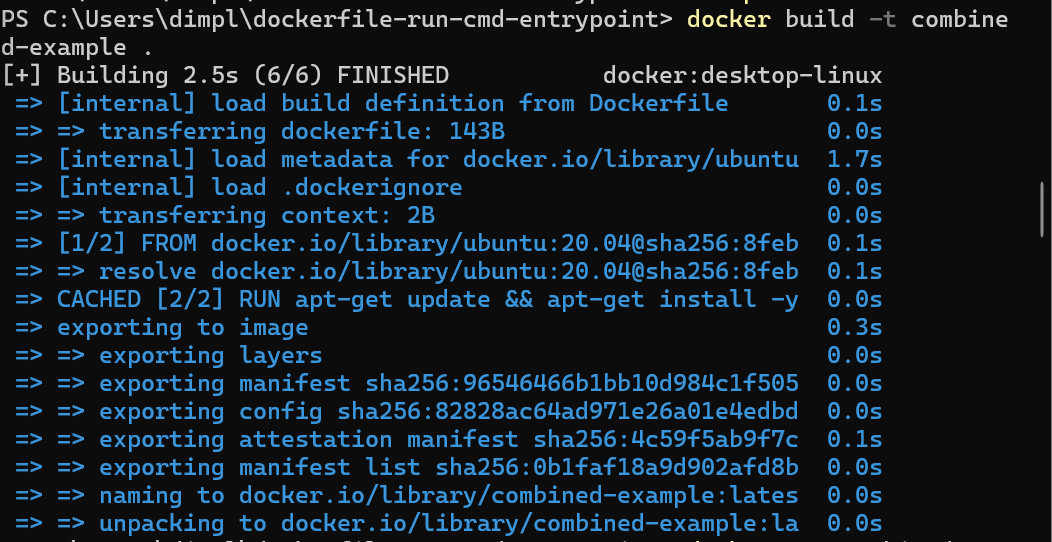 PS C:\Users\dimpl\dockerfile-run-cmd-entrypoint> docker build -t combine
d-example .
[+] Building 2.5s (6/6) FINISHED docker:desktop-linux
=> [internal] load build definition from Dockerfile 0.1s
=> => transferring dockerfile: 143B 0.0s
=> [internal] load metadata for docker.io/library/ubuntu 1.7s
=> [internal] load .dockerignore 0.0s
=> => transferring context: 2B 0.0s
=> [1/2] FROM docker.io/library/ubuntu:20.04@sha256:8feb 0.1s
=> => resolve docker.io/library/ubuntu:20.04@sha256:8feb 0.1s
=> CACHED [2/2] RUN apt-get update && apt-get install -y 0.0s
=> exporting to image 0.3s
=> => exporting layers 0.0s
=> => exporting manifest sha256:96546466b1bb10d984c1f505 0.0s
=> => exporting config sha256:82828ac64ad971e26a01e4edbd 0.0s
=> => exporting attestation manifest sha256:4c59f5ab9f7c 0.1s
=> => exporting manifest list sha256:0b1faf18a9d902afd8b 0.0s
=> => naming to docker.io/library/combined-example:lates 0.0s
=> => unpacking to docker.io/library/combined-example:la 0.0s